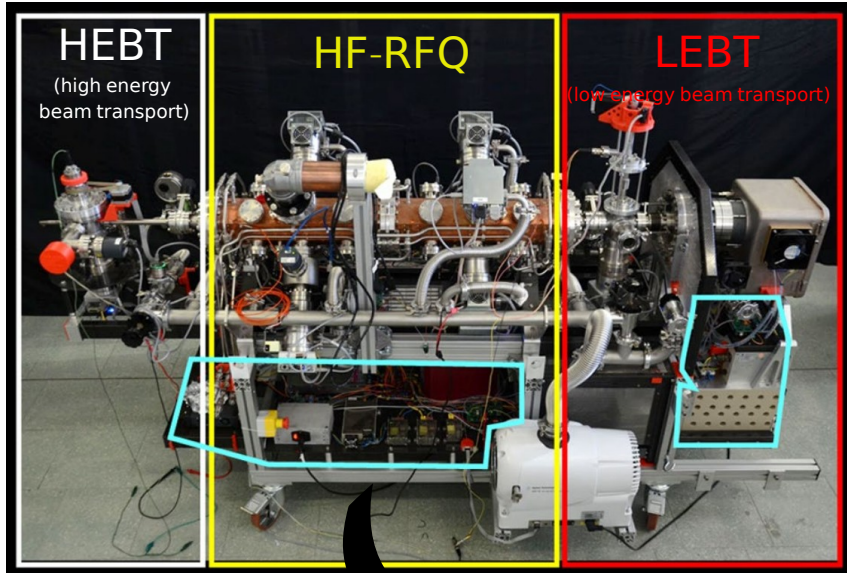 HEBT
(high energy
beam transport)
HF-RFQ
LEBT
(low energy beam transport)